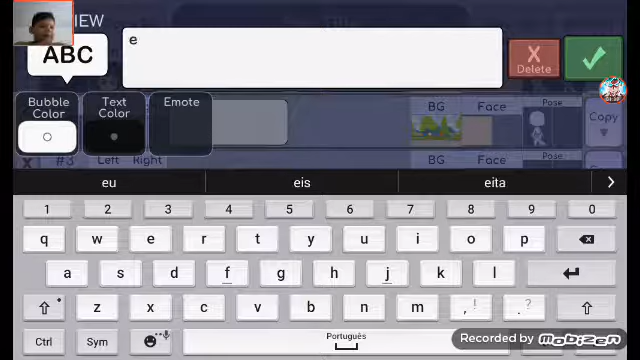 VIEW
ABC
e
X
Delete
Bubble
Color
Text
Color
Emote
BG
Face
Pose
Copy
X
#3
Left
Right
BG
Face
Pose
eu
eis
eita
1 2 3 4 5 6 7 8 9 0
q w e r t y u i o p
a s d f g h j k l
z x c v b n m , ! . ?
Ctrl
Sym
Português
Recorded by mobizen